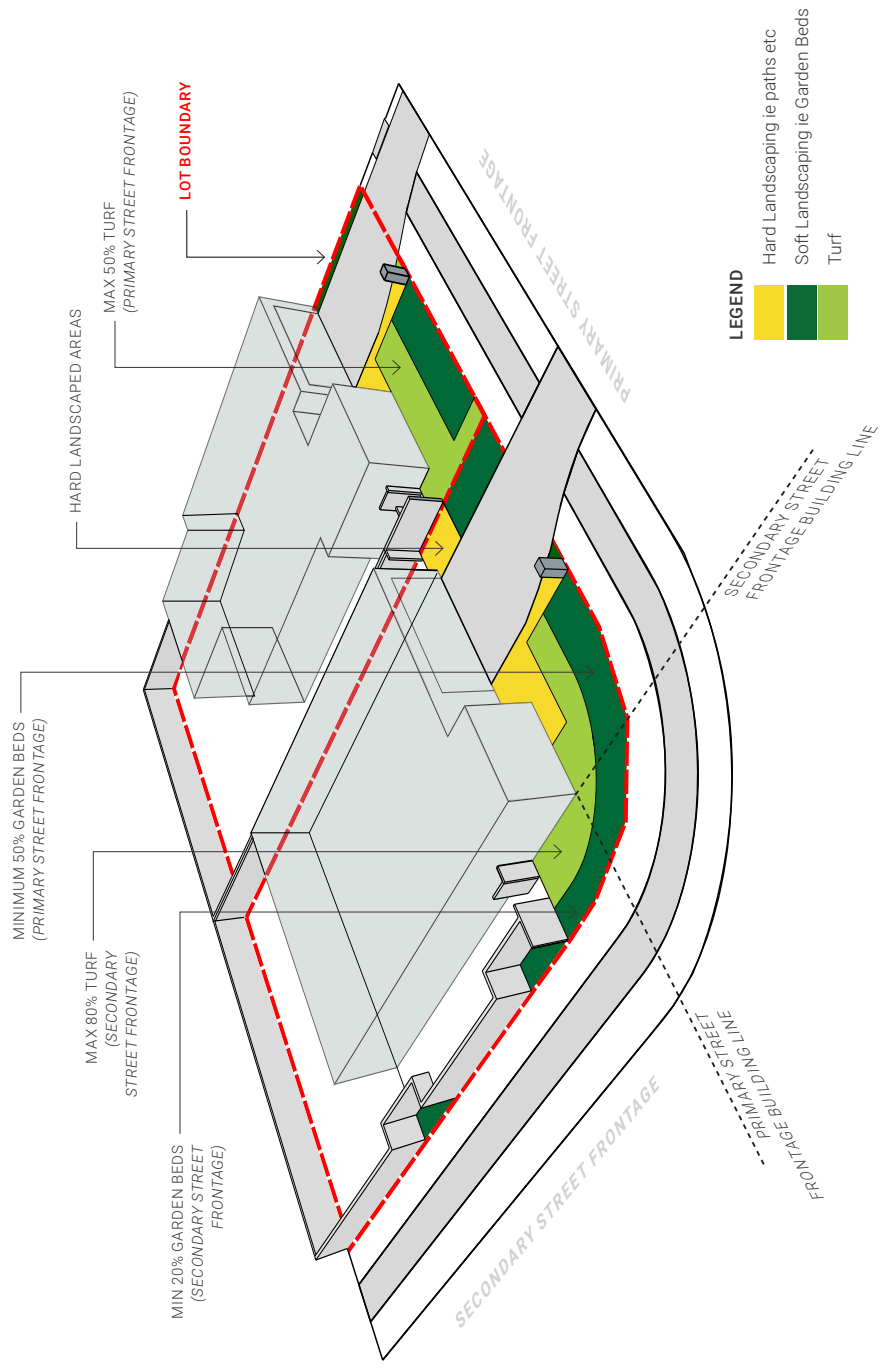 MIN 20% GARDEN BEDS
(SECONDARY STREET
FRONTAGE)
MAX 80% TURF
(SECONDARY
STREET FRONTAGE)
MINIMUM 50% GARDEN BEDS
(PRIMARY STREET FRONTAGE)
HARD LANDSCAPED AREAS
MAX 50% TURF
(PRIMARY STREET FRONTAGE)
LOT BOUNDARY
SECONDARY STREET FRONTAGE
PRIMARY STREET FRONTAGE
PRIMARY STREET
FRONTAGE BUILDING LINE
SECONDARY STREET
FRONTAGE BUILDING LINE
LEGEND
Hard Landscaping ie paths etc
Soft Landscaping ie Garden Beds
Turf